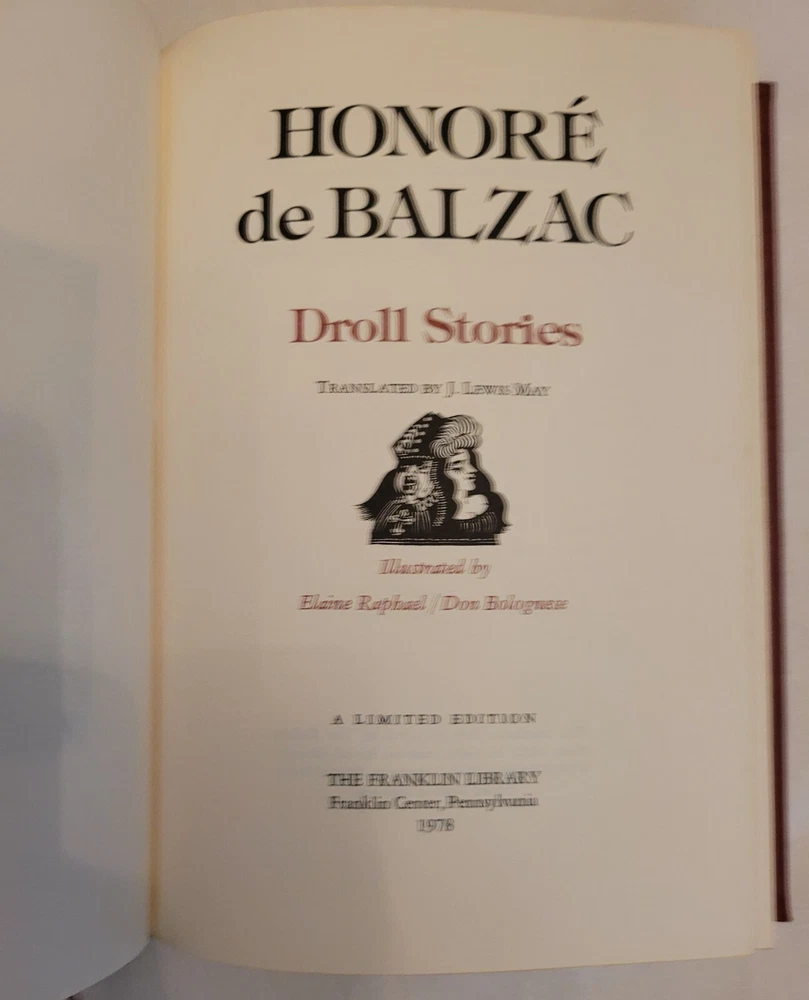 HONORÉ
de BALZAC
Droll Stories
TRANSLATED BY J. LEWIS MAY
Illustrated by
Elaine Raphael / Don Bolognese
A LIMITED EDITION
THE FRANKLIN LIBRARY
Franklin Center, Pennsylvania
1978